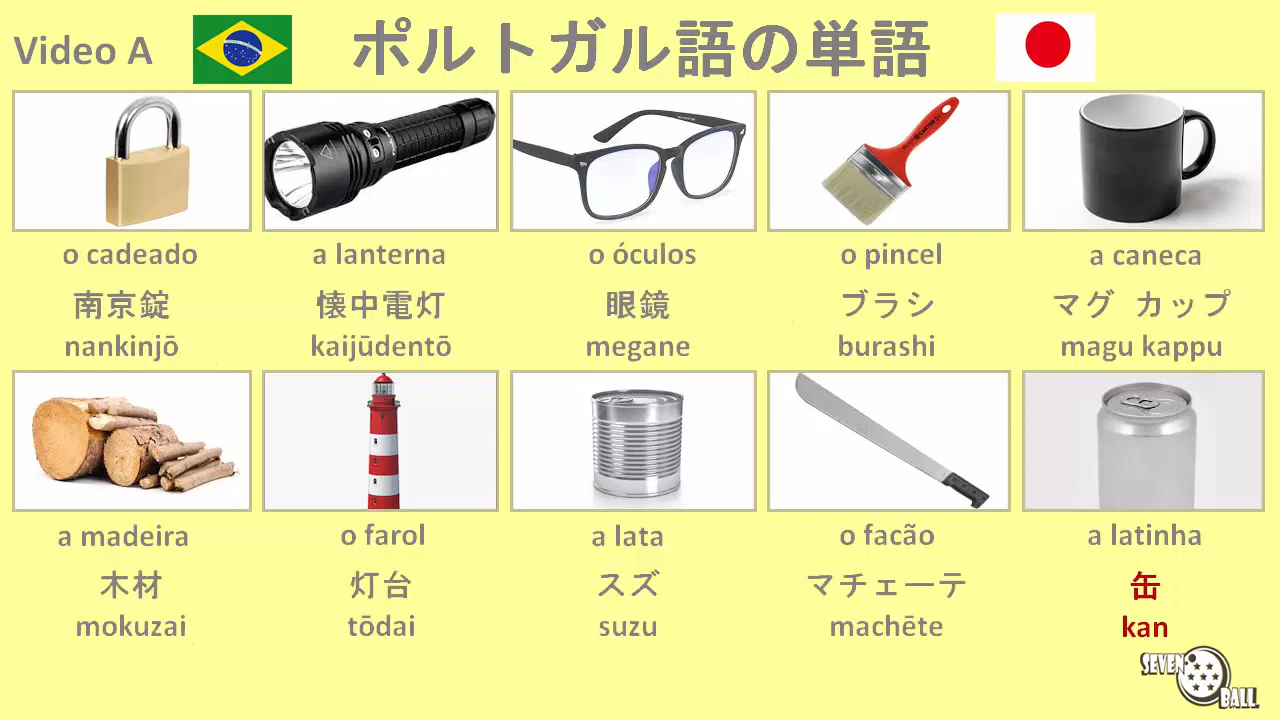 Video A
ポルトガル語の単語
o cadeado
a lanterna
o óculos
o pincel
a caneca
南京錠
懐中電灯
眼鏡
ブラシ
マグ カップ
nankinjō
kaijūdentō
megane
burashi
magu kappu
a madeira
o farol
a lata
o facão
a latinha
木材
灯台
スズ
マチェーテ
缶
mokuzai
tōdai
suzu
machēte
kan
SEVEN
BALL